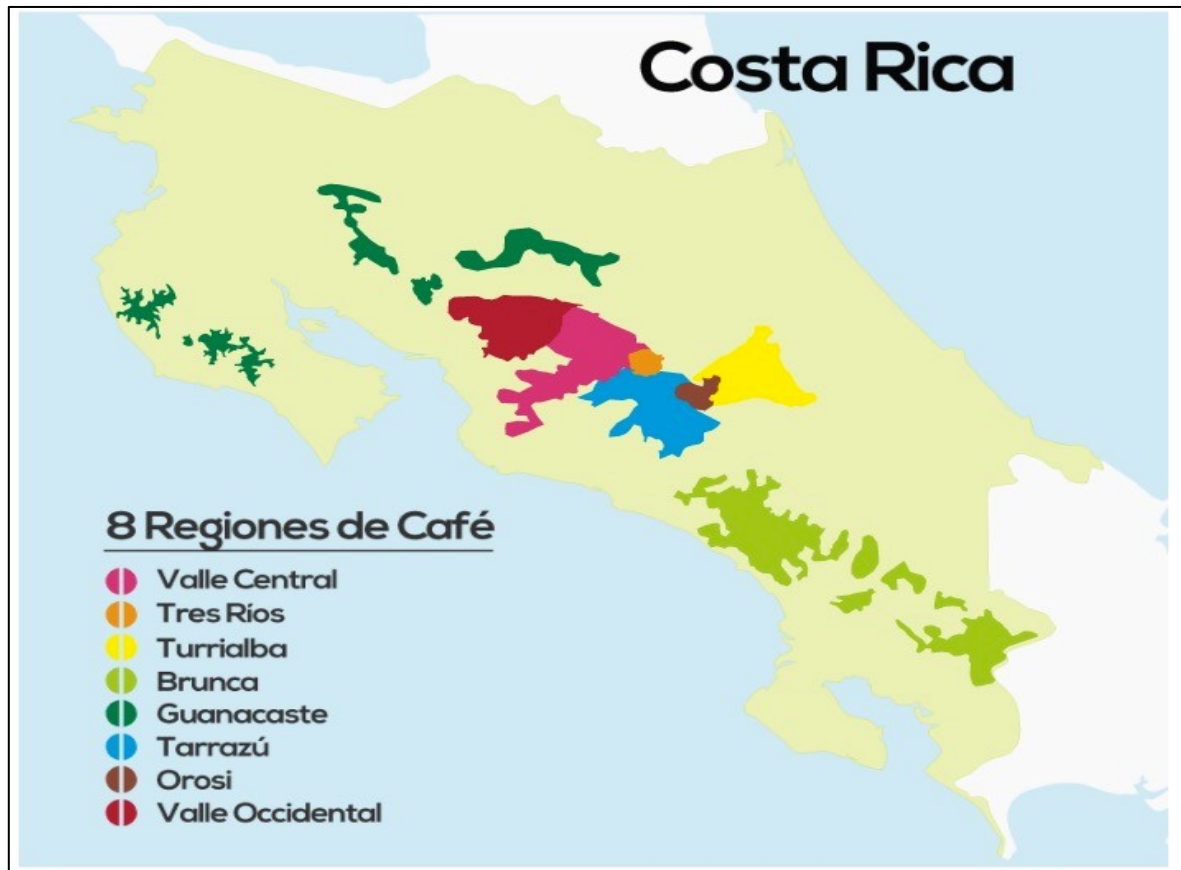 Costa Rica
8 Regiones de Café
Valle Central
Tres Ríos
Turrialba
Brunca
Guanacaste
Tarrazú
Orosi
Valle Occidental